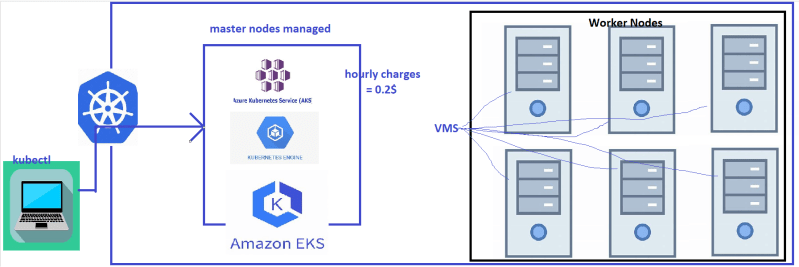 master nodes managed
Worker Nodes
hourly charges
= 0.2$
Azure Kubernetes Service (AKS)
VMS
KUBERNETES ENGINE
kubectl
K
Amazon EKS